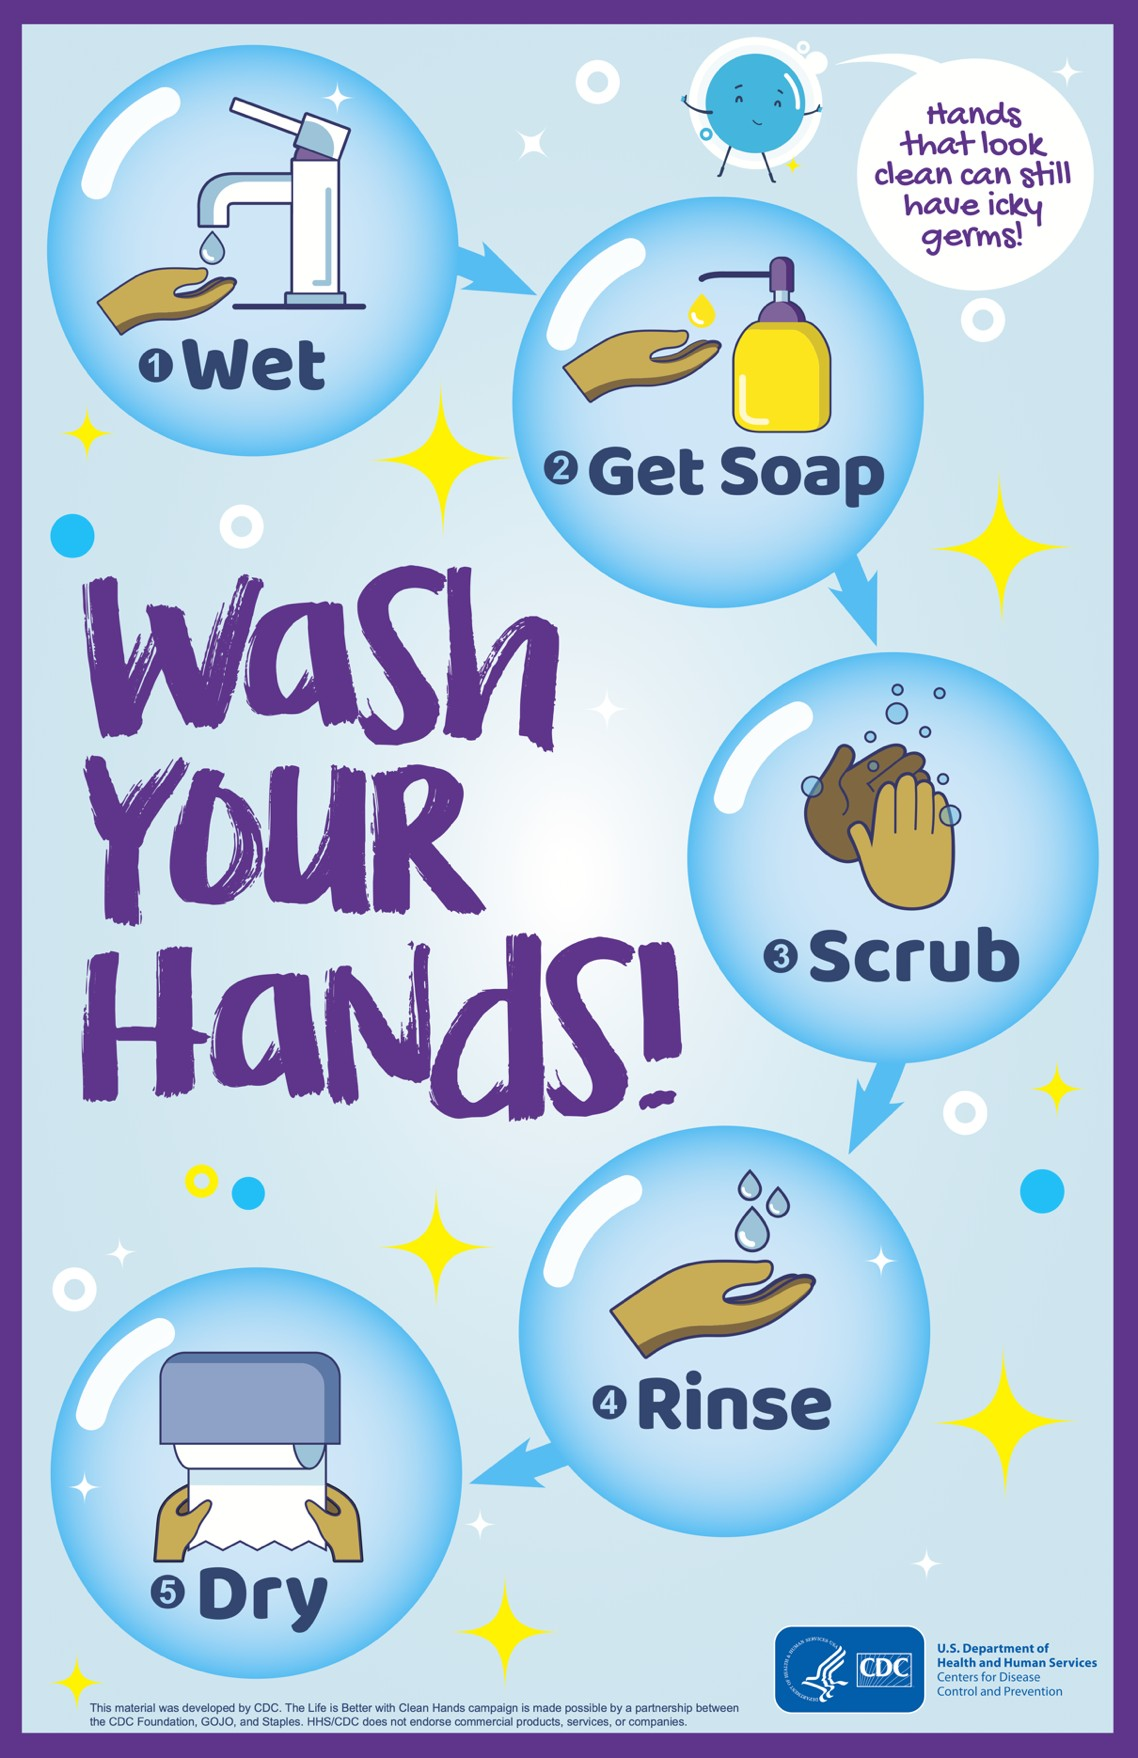 Hands
that look
clean can still
have icky
germs!
1 Wet
2 Get Soap
Wash
Your
Hands!
3 Scrub
4 Rinse
5 Dry
This material was developed by CDC. The Life is Better with Clean Hands campaign is made possible by a partnership between
the CDC Foundation, GOJO, and Staples. HHS/CDC does not endorse commercial products, services, or companies.
CDC
U.S. Department of
Health and Human Services
Centers for Disease
Control and Prevention